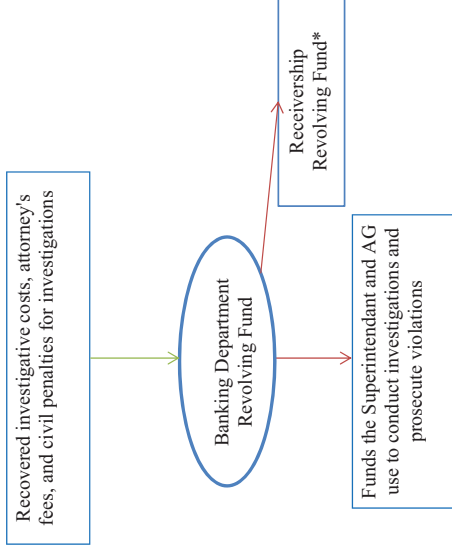 Recovered investigative costs, attorney's
fees, and civil penalties for investigations
Banking Department
Revolving Fund
Receivership
Revolving Fund*
Funds the Superintendant and AG
use to conduct investigations and
prosecute violations